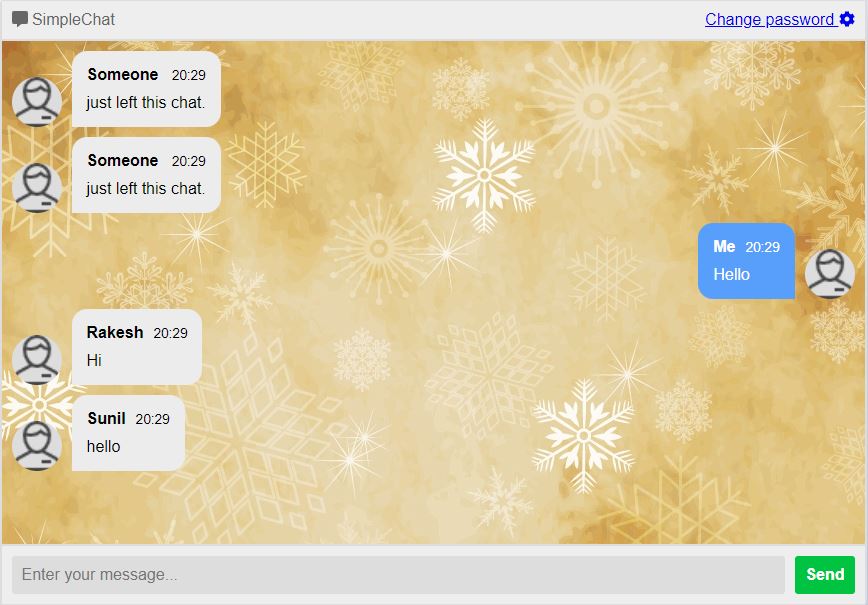 SimpleChat
Change password
Someone 20:29
just left this chat.
Someone 20:29
just left this chat.
Me 20:29
Hello
Rakesh 20:29
Hi
Sunil 20:29
hello
Enter your message...
Send